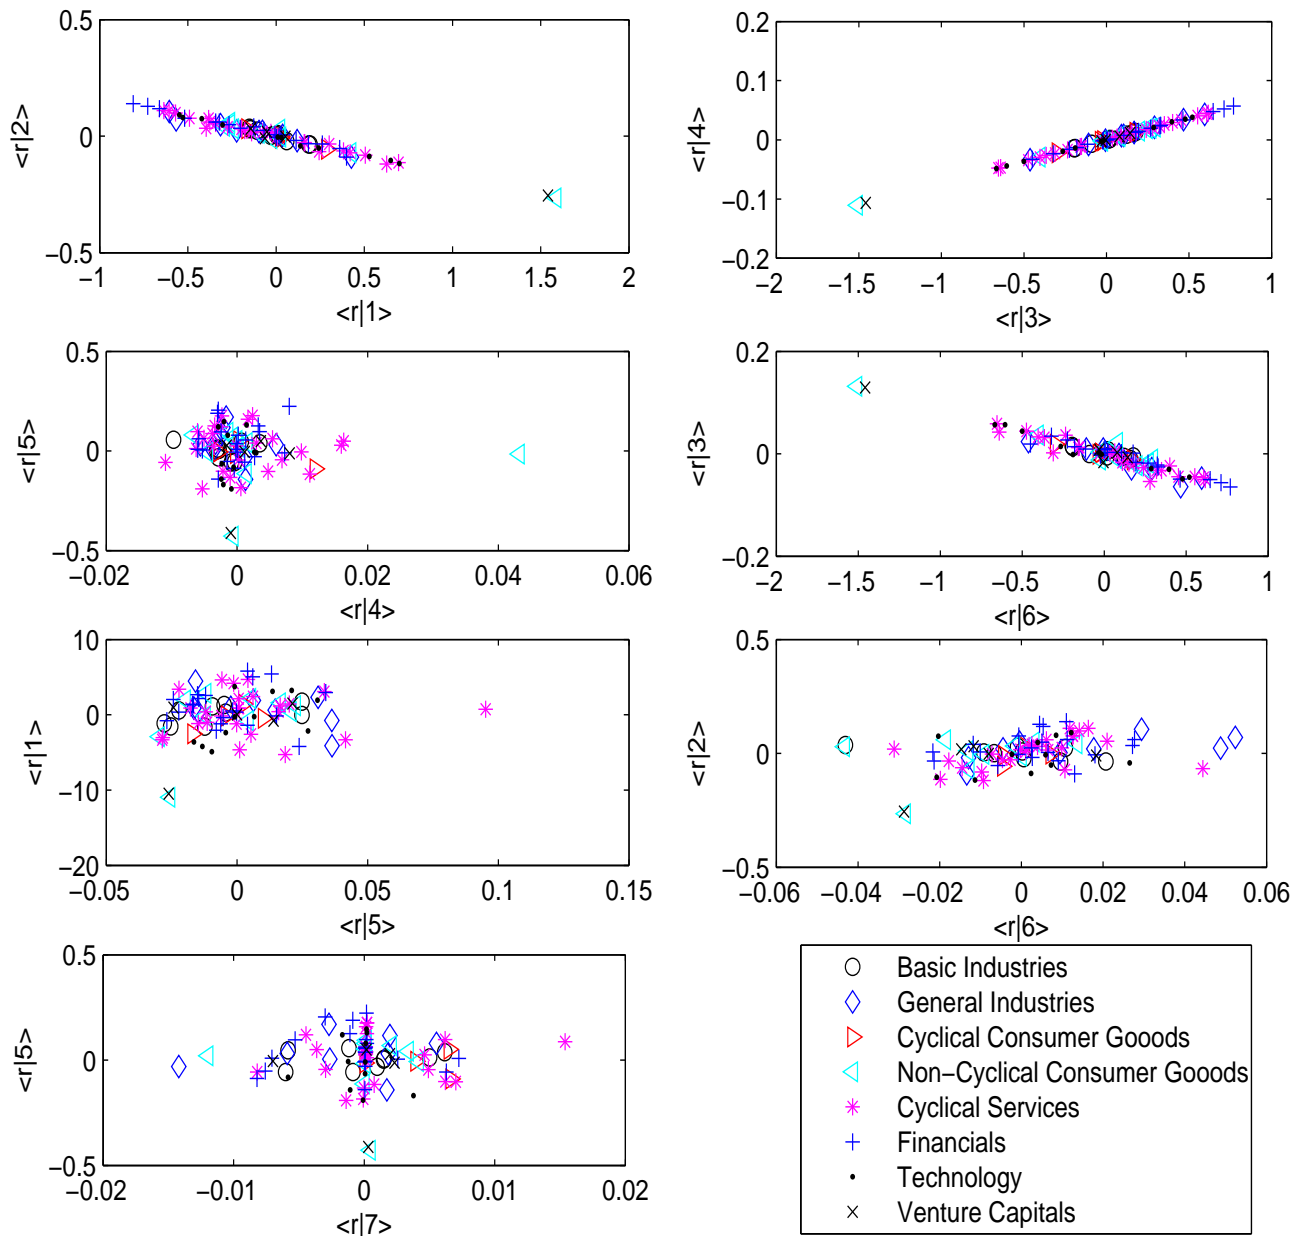 0.5
0
−0.5
−1 −0.5 0 0.5 1 1.5 2
<r|2>
<r|1>
0.2
0.1
0
−0.1
−0.2
−2 −1.5 −1 −0.5 0 0.5 1
<r|4>
<r|3>
0.5
0
−0.5
−0.02 0 0.02 0.04 0.06
<r|5>
<r|4>
0.2
0
−0.2
−2 −1.5 −1 −0.5 0 0.5 1
<r|3>
<r|6>
10
0
−10
−20
−0.05 0 0.05 0.1 0.15
<r|1>
<r|5>
0.5
0
−0.5
−0.06 −0.04 −0.02 0 0.02 0.04 0.06
<r|2>
<r|6>
0.5
0
−0.5
−0.02 −0.01 0 0.01 0.02
<r|5>
<r|7>
Basic Industries
General Industries
Cyclical Consumer Gooods
Non−Cyclical Consumer Gooods
Cyclical Services
Financials
Technology
Venture Capitals